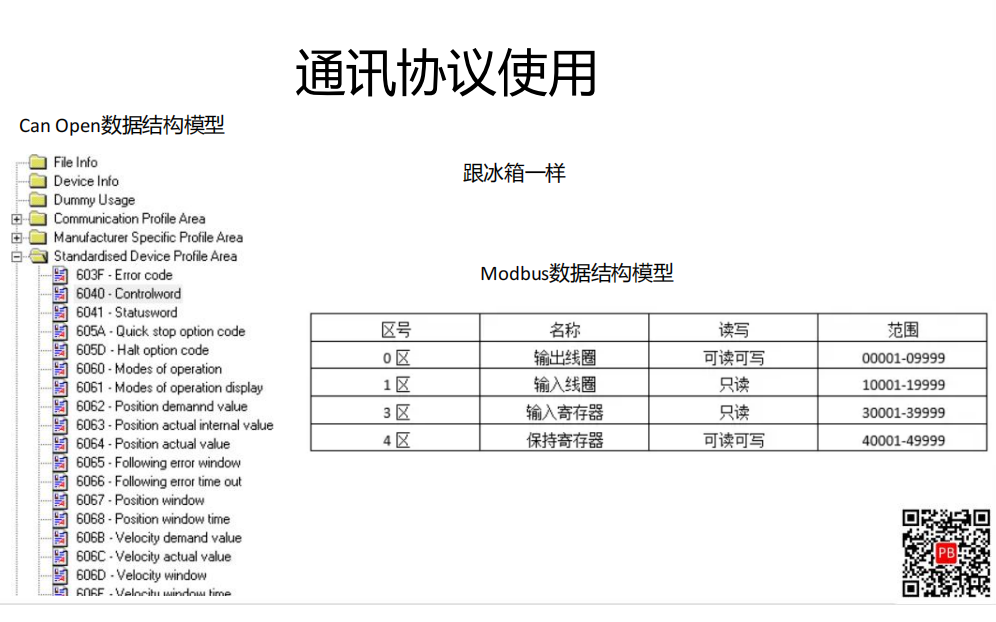 通讯协议使用
Can Open数据结构模型
File Info
Device Info
Dummy Usage
Communication Profile Area
Manufacturer Specific Profile Area
Standardised Device Profile Area
603F - Error code
6040 - Controlword
6041 - Statusword
605A - Quick stop option code
605D - Halt option code
6060 - Modes of operation
6061 - Modes of operation display
6062 - Position demannd value
6063 - Position actual internal value
6064 - Position actual value
6065 - Following error window
6066 - Following error time out
6067 - Position window
6068 - Position window time
606B - Velocity demand value
606C - Velocity actual value
606D - Velocity window
606E - Velocity window time
跟冰箱一样
Modbus数据结构模型
区号 名称 读写 范围
0 区 输出线圈 可读可写 00001-09999
1 区 输入线圈 只读 10001-19999
3 区 输入寄存器 只读 30001-39999
4 区 保持寄存器 可读可写 40001-49999
PB